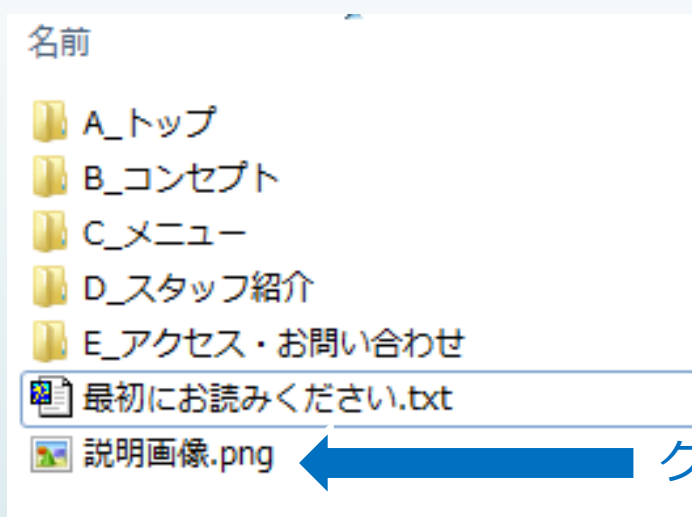 名前
A_トップ
B_コンセプト
C_メニュー
D_スタッフ紹介
E_アクセス・お問い合わせ
最初にお読みください.txt
説明画像.png
ク